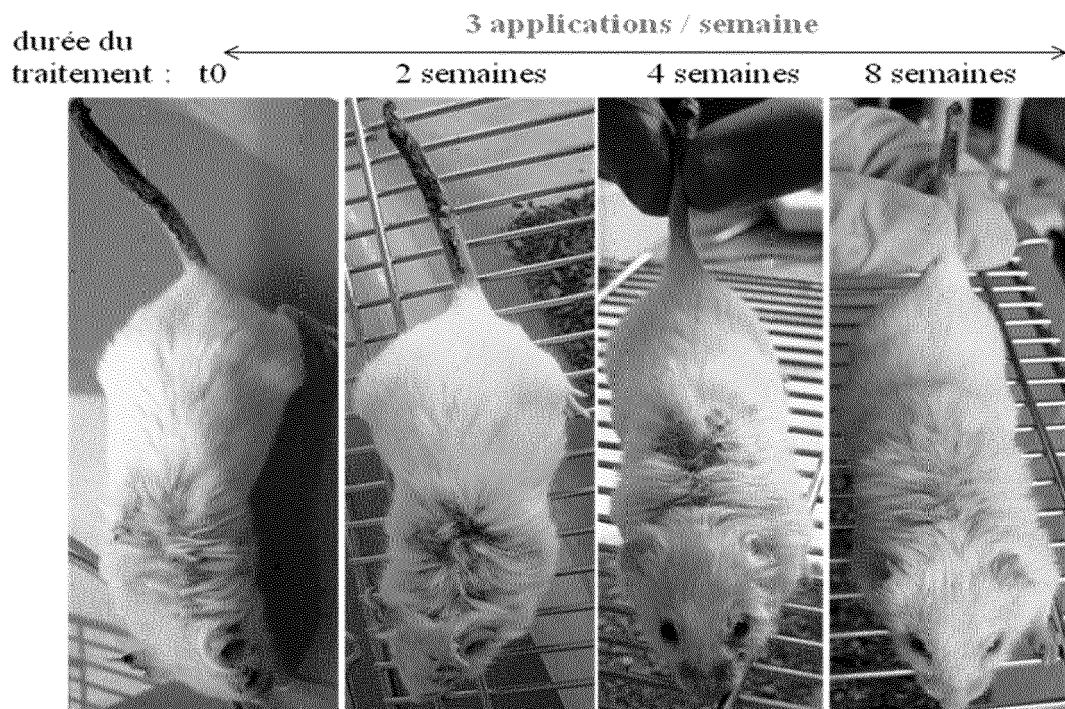 3 applications / semaine
durée du
traitement : t0 2 semaines 4 semaines 8 semaines